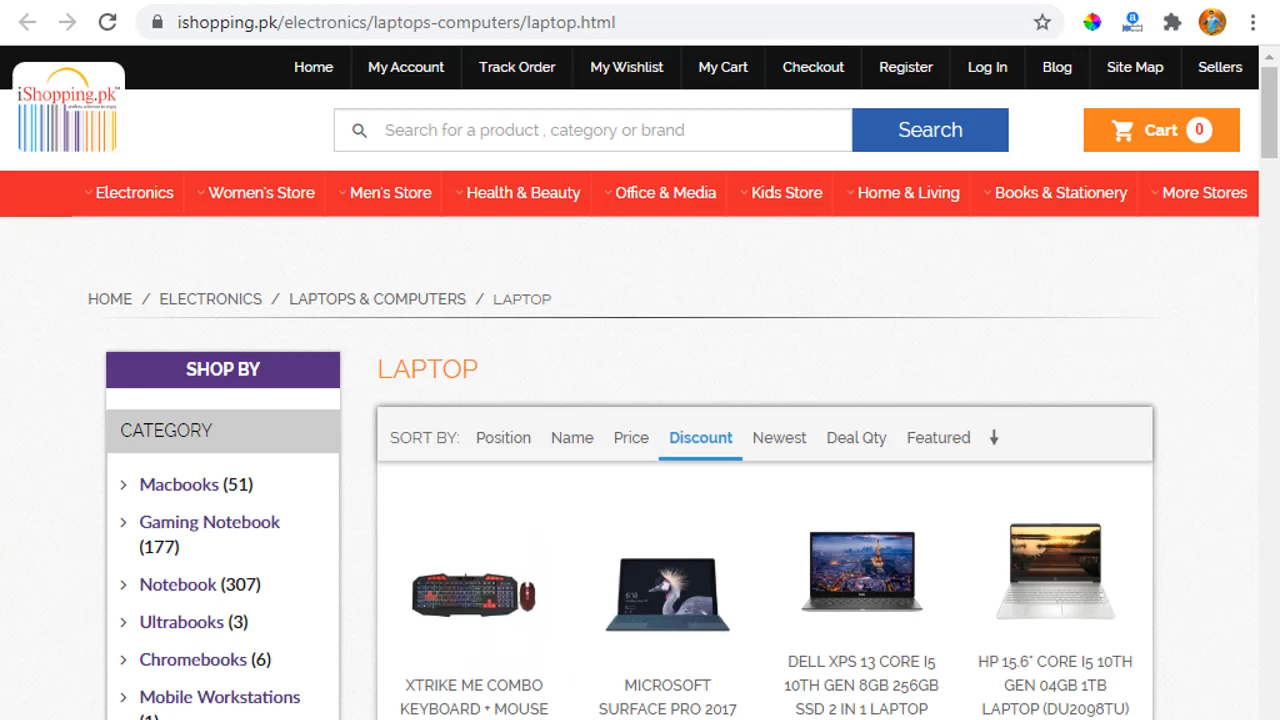 ishopping.pk/electronics/laptops-computers/laptop.html
Home
My Account
Track Order
My Wishlist
My Cart
Checkout
Register
Log In
Blog
Site Map
Sellers
iShopping.pk
Search for a product , category or brand
Search
Cart 0
Electronics
Women's Store
Men's Store
Health & Beauty
Office & Media
Kids Store
Home & Living
Books & Stationery
More Stores
HOME / ELECTRONICS / LAPTOPS & COMPUTERS / LAPTOP
SHOP BY
CATEGORY
Macbooks (51)
Gaming Notebook
(177)
Notebook (307)
Ultrabooks (3)
Chromebooks (6)
Mobile Workstations
(1)
LAPTOP
SORT BY: Position Name Price Discount Newest Deal Qty Featured
XTRIKE ME COMBO
KEYBOARD + MOUSE
MICROSOFT
SURFACE PRO 2017
DELL XPS 13 CORE I5
10TH GEN 8GB 256GB
SSD 2 IN 1 LAPTOP
HP 15.6" CORE I5 10TH
GEN 04GB 1TB
LAPTOP (DU2098TU)